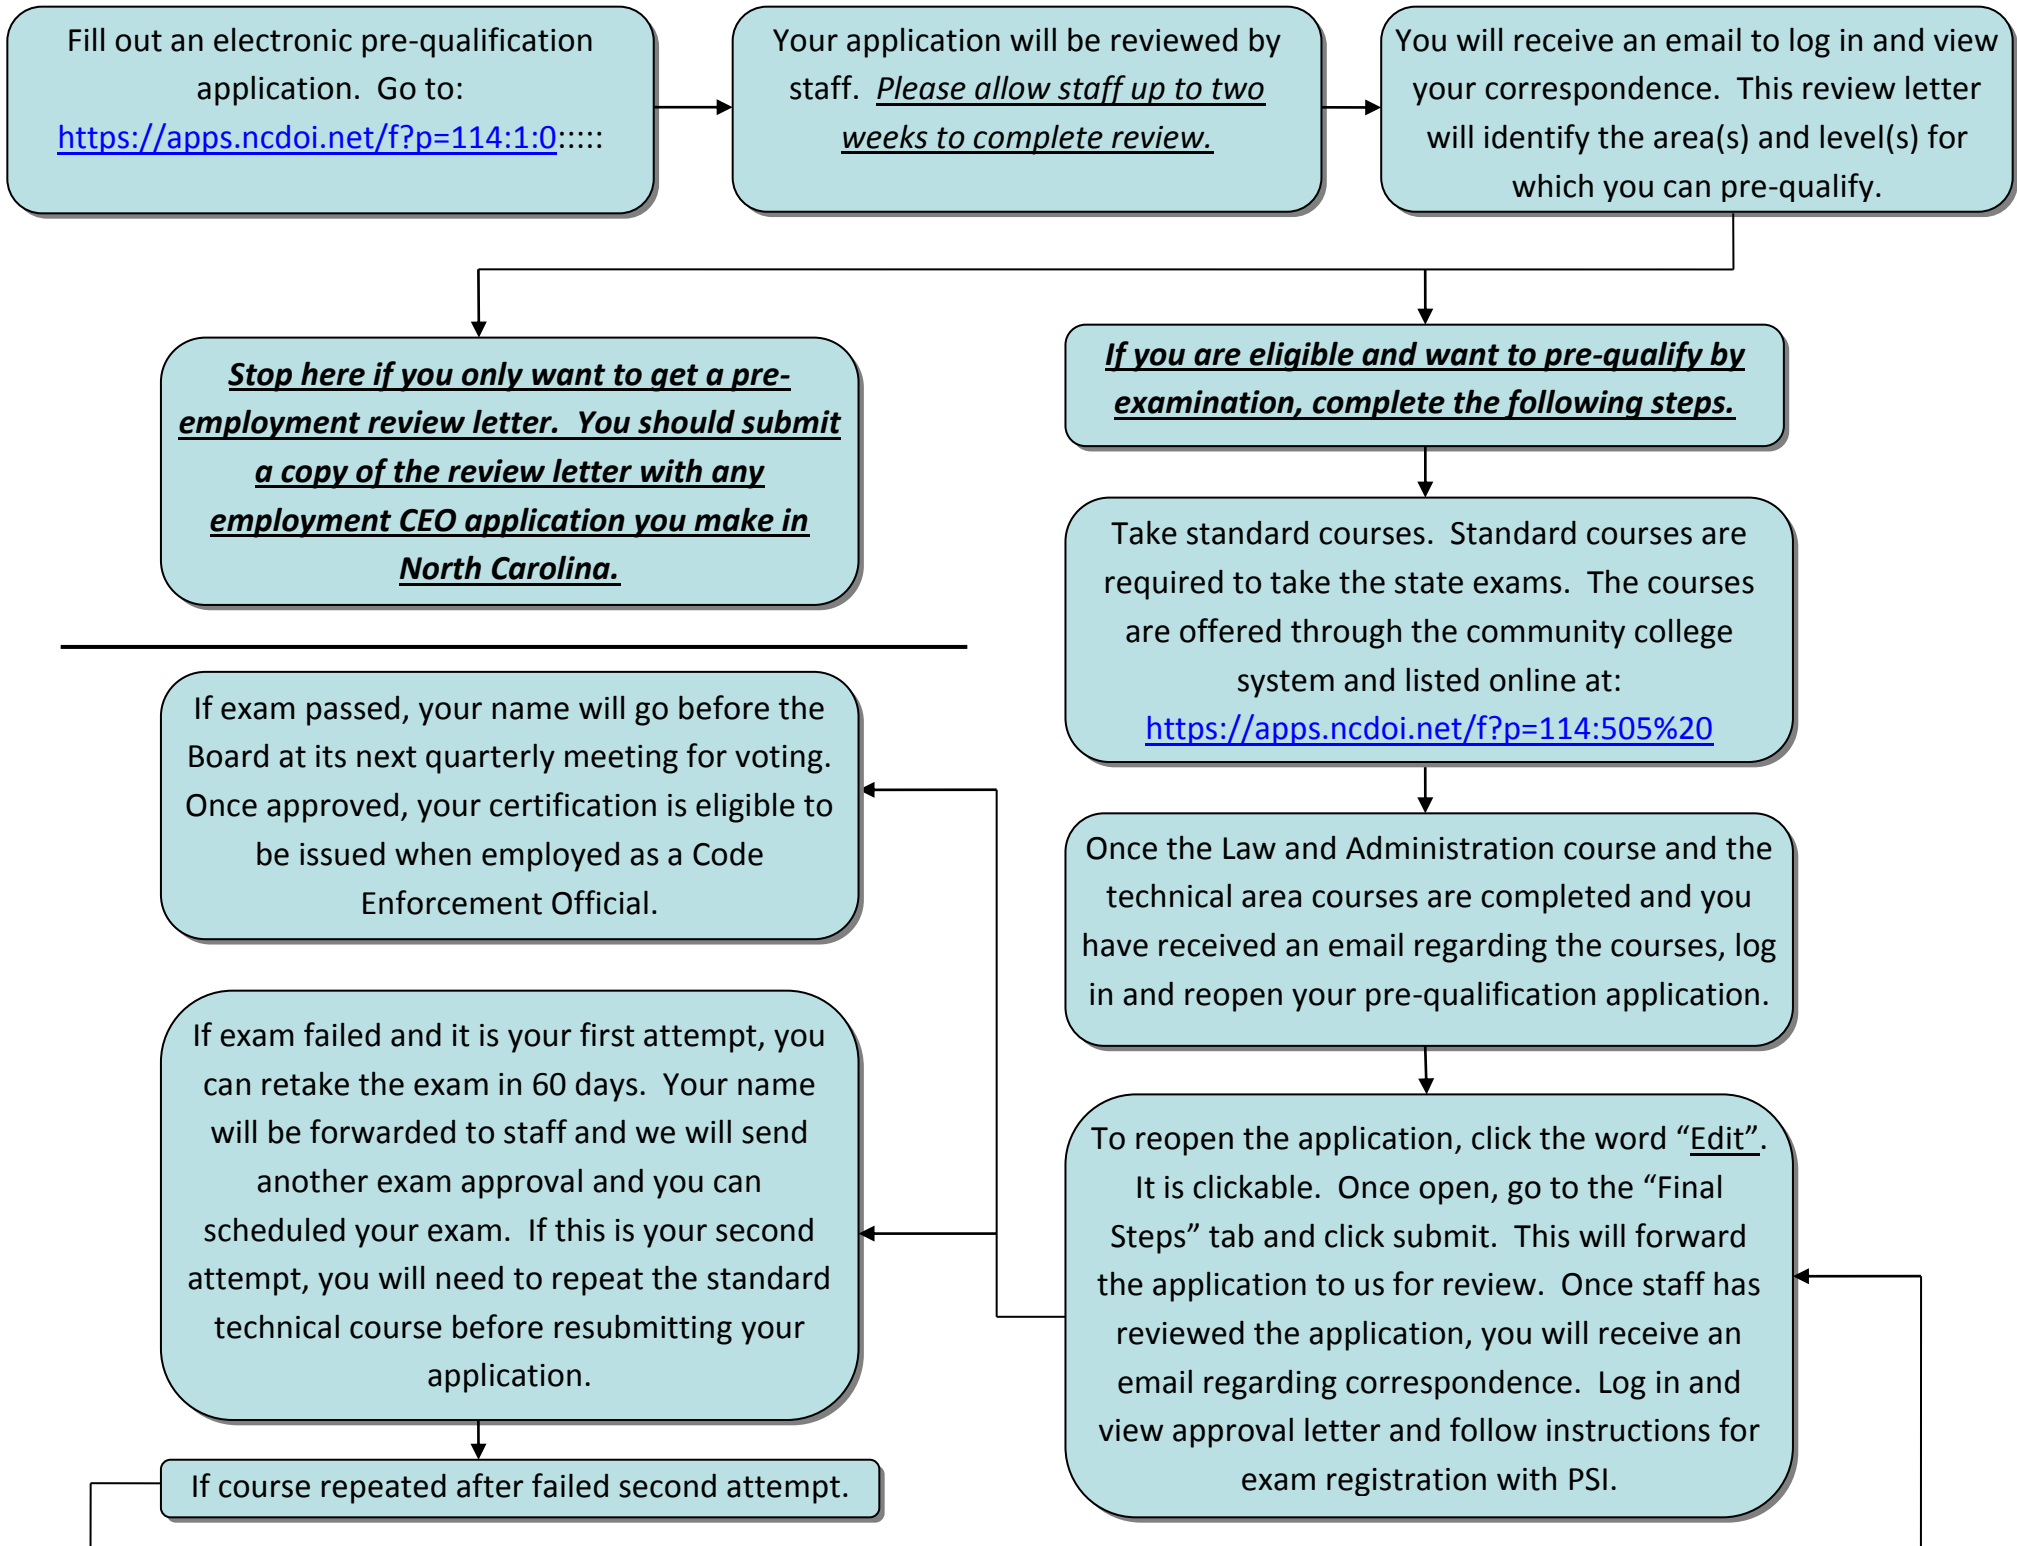 Fill out an electronic pre-qualification
application.  Go to:
https://apps.ncdoi.net/f?p=114:1:0:::::
Your application will be reviewed by
staff.  Please allow staff up to two
weeks to complete review.
You will receive an email to log in and view
your correspondence.  This review letter
will identify the area(s) and level(s) for
which you can pre-qualify.
Stop here if you only want to get a pre-
employment review letter.  You should submit
a copy of the review letter with any
employment CEO application you make in
North Carolina.
If you are eligible and want to pre-qualify by
examination, complete the following steps.
Take standard courses.  Standard courses are
required to take the state exams.  The courses
are offered through the community college
system and listed online at:
https://apps.ncdoi.net/f?p=114:505%20
Once the Law and Administration course and the
technical area courses are completed and you
have received an email regarding the courses, log
in and reopen your pre-qualification application.
To reopen the application, click the word “Edit”.
It is clickable.  Once open, go to the “Final
Steps” tab and click submit.  This will forward
the application to us for review.  Once staff has
reviewed the application, you will receive an
email regarding correspondence.  Log in and
view approval letter and follow instructions for
exam registration with PSI.
If exam passed, your name will go before the
Board at its next quarterly meeting for voting.
Once approved, your certification is eligible to
be issued when employed as a Code
Enforcement Official.
If exam failed and it is your first attempt, you
can retake the exam in 60 days.  Your name
will be forwarded to staff and we will send
another exam approval and you can
scheduled your exam.  If this is your second
attempt, you will need to repeat the standard
technical course before resubmitting your
application.
If course repeated after failed second attempt.